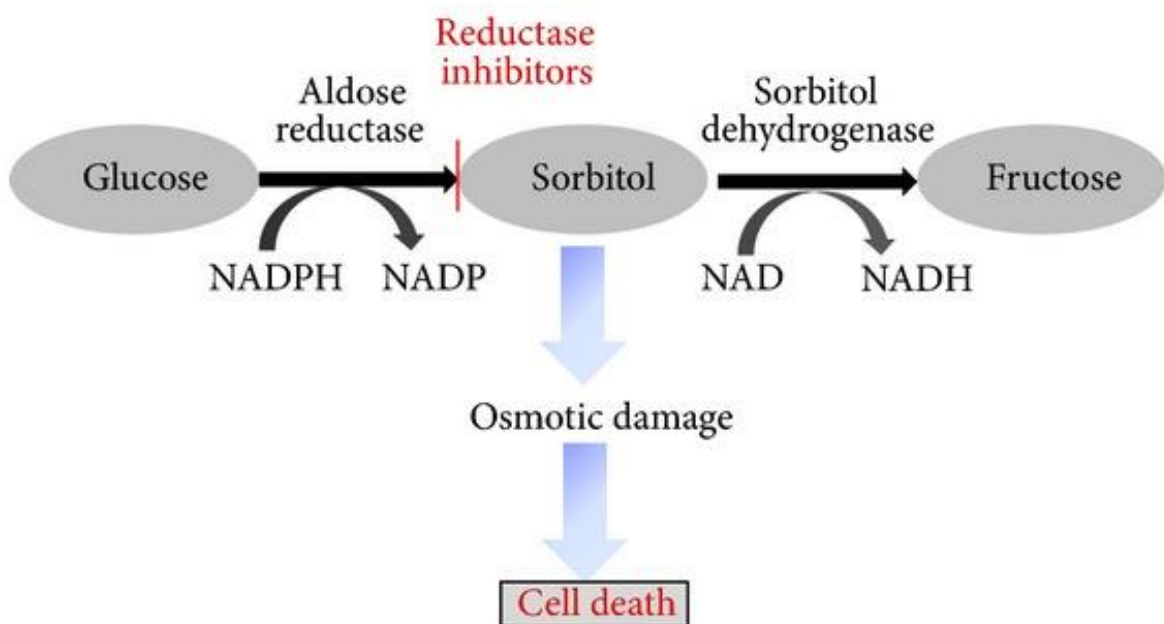 Reductase
inhibitors
Aldose
reductase
Sorbitol
dehydrogenase
Glucose
Sorbitol
Fructose
NADPH
NADP
NAD
NADH
Osmotic damage
Cell death